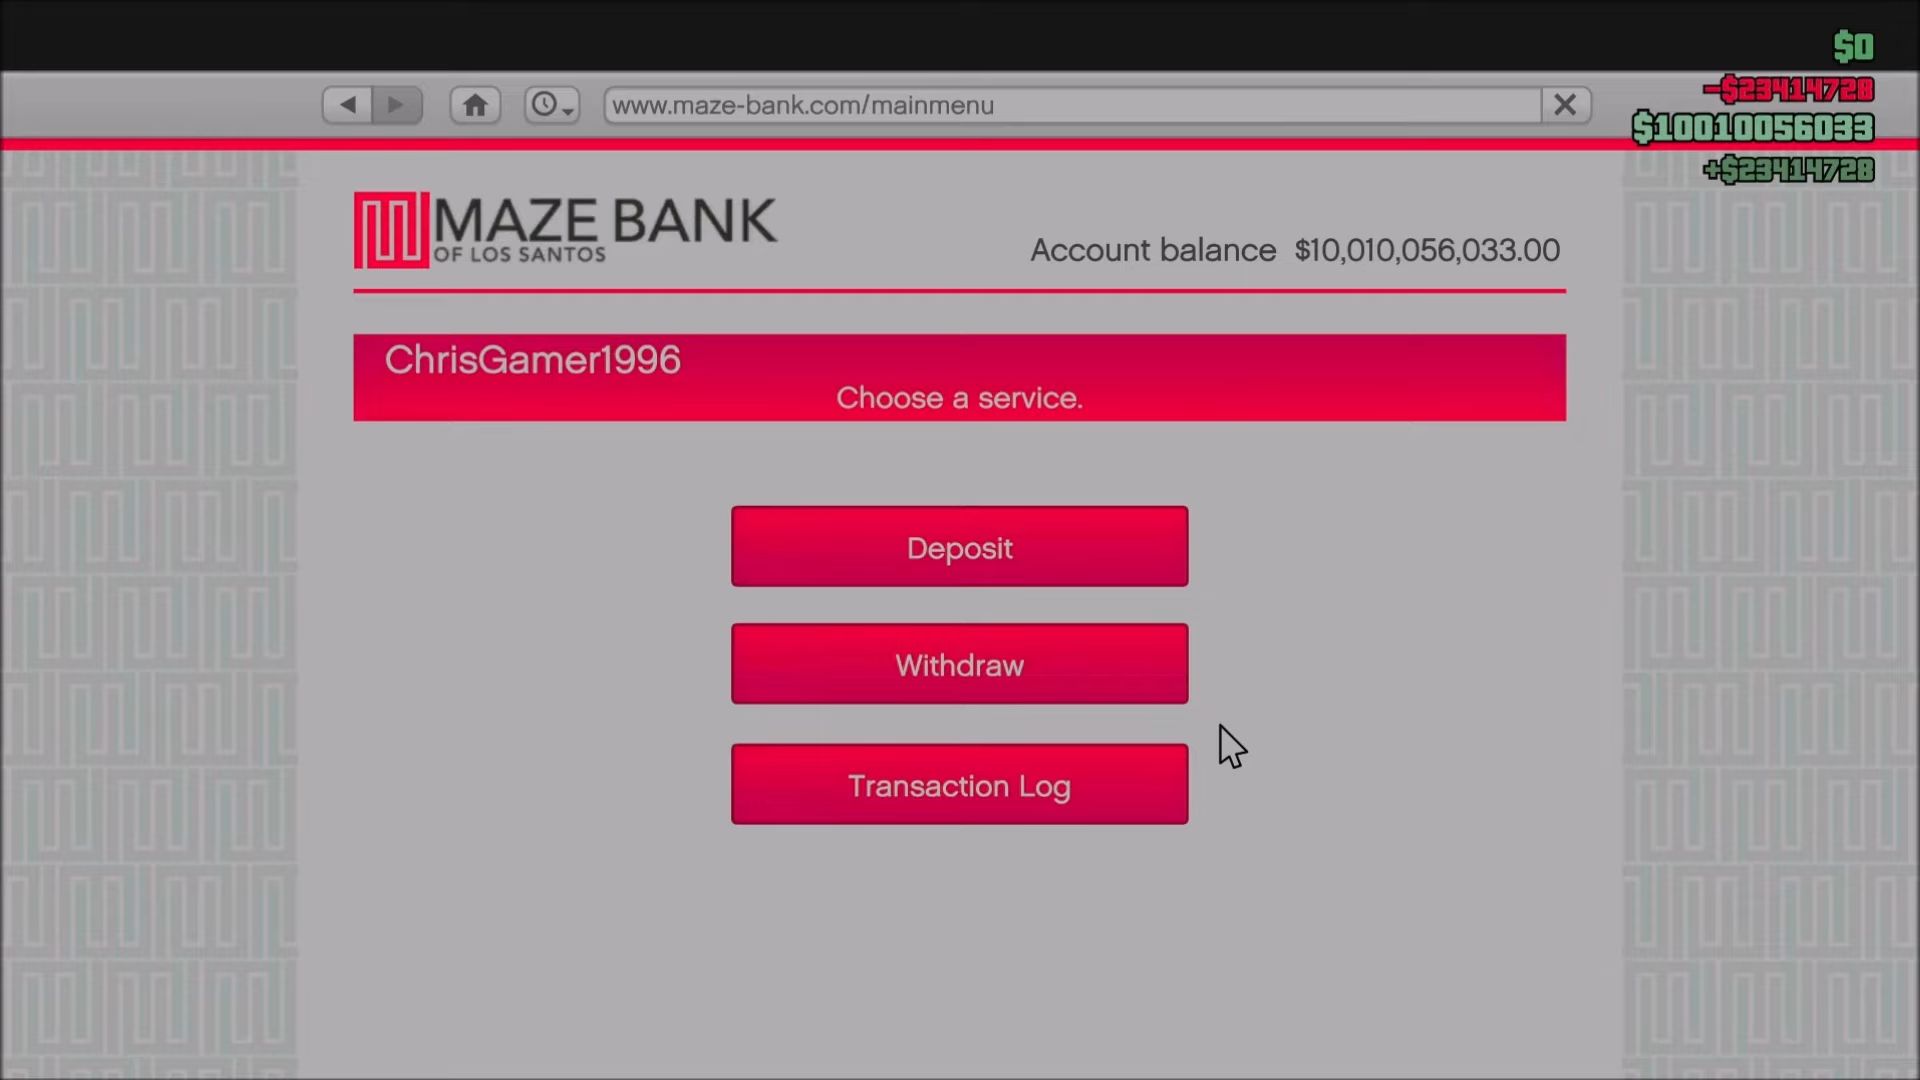 $0
-$23414728
www.maze-bank.com/mainmenu
$10010056033
+$23414728
MAZE BANK
OF LOS SANTOS
Account balance $10,010,056,033.00
ChrisGamer1996
Choose a service.
Deposit
Withdraw
Transaction Log